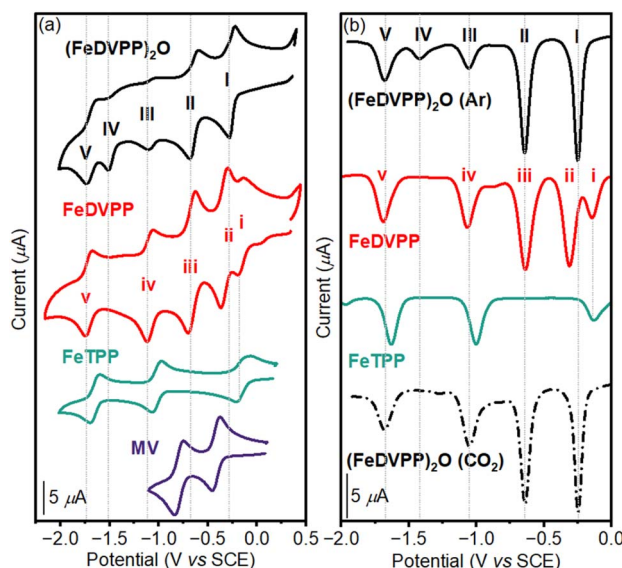 (a)
(FeDVPP)₂O
I
II
III
IV
V
FeDVPP
i
ii
iii
iv
v
FeTPP
MV
5 μA
Current (μA)
-2.0 -1.5 -1.0 -0.5 0.0 0.5
Potential (V vs SCE)
(b)
V IV III II I
(FeDVPP)₂O (Ar)
v iv iii ii i
FeDVPP
FeTPP
(FeDVPP)₂O (CO₂)
5 μA
Current (μA)
-2.0 -1.5 -1.0 -0.5 0.0
Potential (V vs SCE)